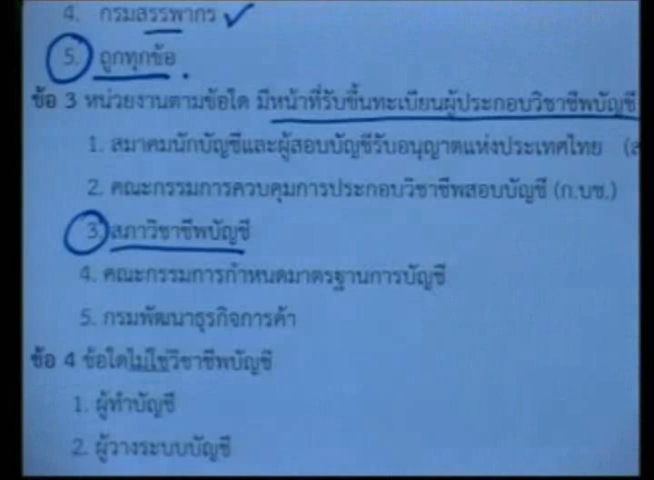 4. กรมสรรพากร
5. ถูกทุกข้อ
ข้อ 3 หน่วยงานตามข้อใด มีหน้าที่รับขึ้นทะเบียนผู้ประกอบวิชาชีพบัญชี
1. สมาคมนักบัญชีและผู้สอบบัญชีรับอนุญาตแห่งประเทศไทย (ส
2. คณะกรรมการควบคุมการประกอบวิชาชีพสอบบัญชี (ก.บช.)
3. สภาวิชาชีพบัญชี
4. คณะกรรมการกำหนดมาตรฐานการบัญชี
5. กรมพัฒนาธุรกิจการค้า
ข้อ 4 ข้อใดไม่ใช่วิชาชีพบัญชี
1. ผู้ทำบัญชี
2. ผู้วางระบบบัญชี